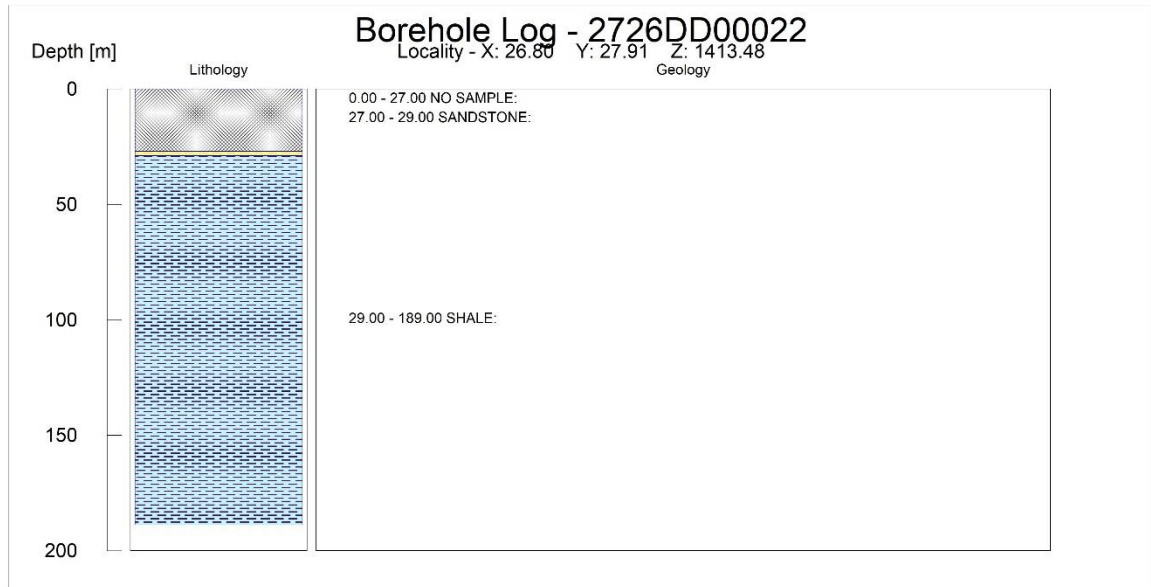 Borehole Log - 2726DD00022
Locality - X: 26.80 Y: 27.91 Z: 1413.48
Depth [m]
Lithology
Geology
0
0.00 - 27.00 NO SAMPLE:
27.00 - 29.00 SANDSTONE:
50
100
29.00 - 189.00 SHALE:
150
200